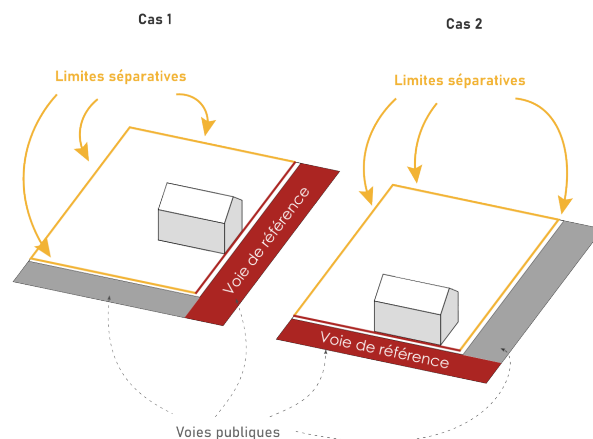 Cas 1
Cas 2
Limites séparatives
Limites séparatives
Voie de référence
Voie de référence
Voies publiques